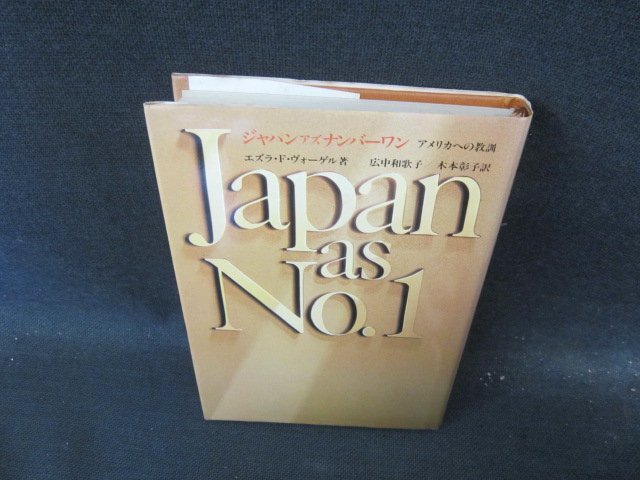 ジャパン アズ ナンバーワン アメリカへの教訓
エズラ・F・ヴォーゲル著 広中和歌子 木本彰子訳
Japan
as
No.1